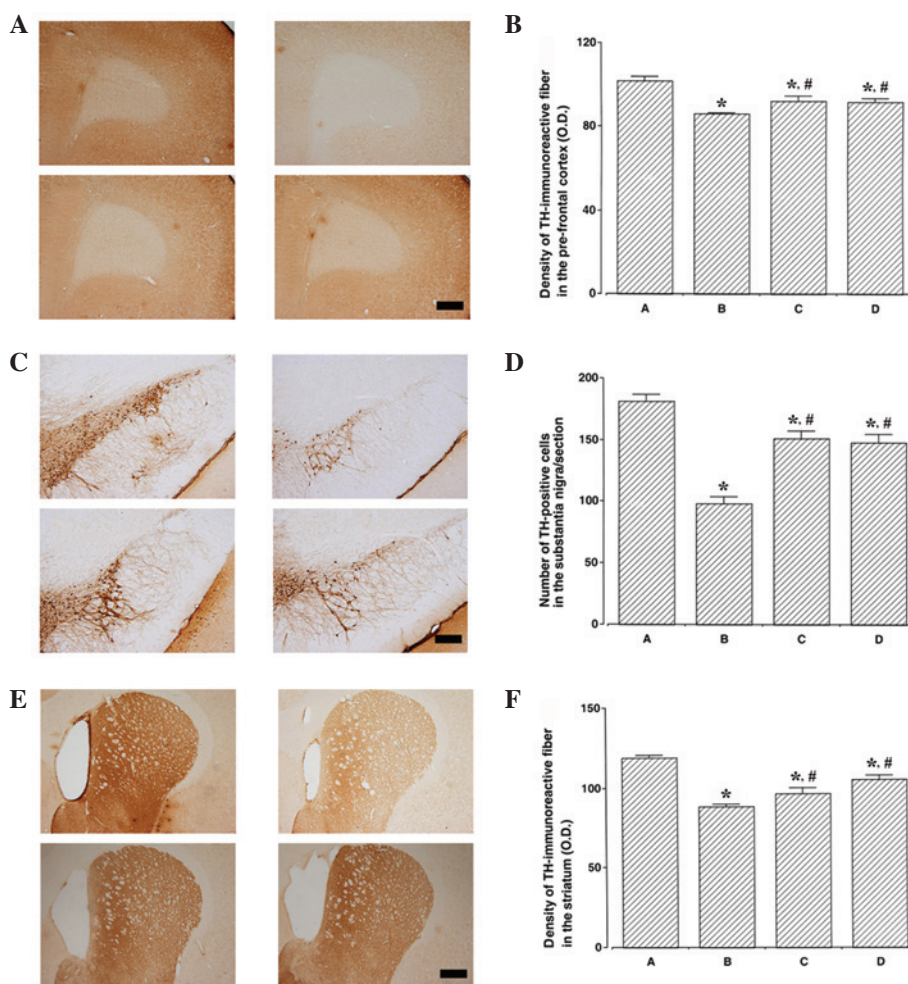 A
B
Density of TH-immunoreactive fiber
in the pre-frontal cortex (O.D.)
120
80
40
0
*
*, #
*, #
A B C D
C
D
Number of TH-positive cells
in the substantia nigra/section
200
150
100
50
0
*
*, #
*, #
A B C D
E
F
Density of TH-immunoreactive fiber
in the striatum (O.D.)
150
100
50
0
*
*, #
*, #
A B C D